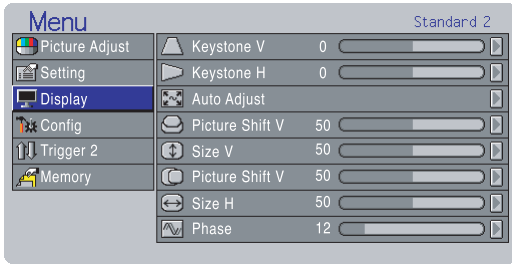 Menu
Standard 2
Picture Adjust
Setting
Display
Config
Trigger 2
Memory
Keystone V 0
Keystone H 0
Auto Adjust
Picture Shift V 50
Size V 50
Picture Shift V 50
Size H 50
Phase 12